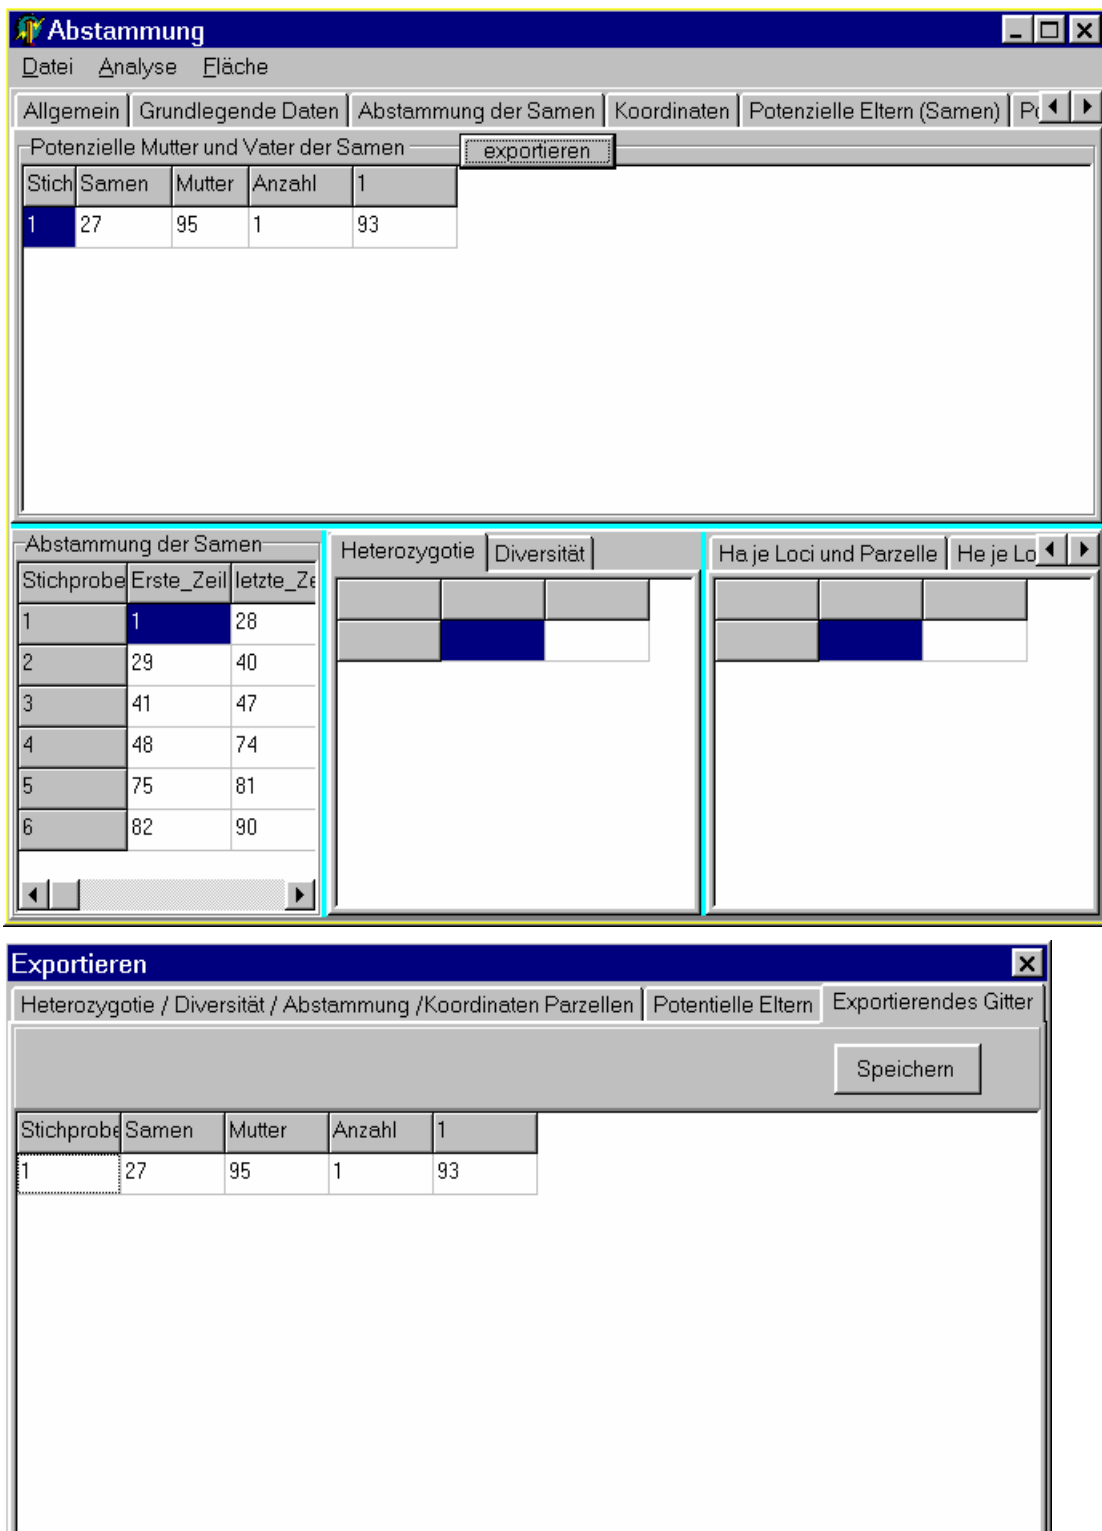 Abstammung
Datei Analyse Fläche
Allgemein Grundlegende Daten Abstammung der Samen Koordinaten Potenzielle Eltern (Samen)
Potenzielle Mutter und Vater der Samen exportieren
Stich Samen Mutter Anzahl 1
1 27 95 1 93
Abstammung der Samen
Stichprobe Erste_Zeil letzte_Ze
1 1 28
2 29 40
3 41 47
4 48 74
5 75 81
6 82 90
Heterozygotie Diversität
Ha je Loci und Parzelle He je Lo
Exportieren
Heterozygotie / Diversität / Abstammung /Koordinaten Parzellen Potentielle Eltern Exportierendes Gitter
Speichern
Stichprobe Samen Mutter Anzahl 1
1 27 95 1 93